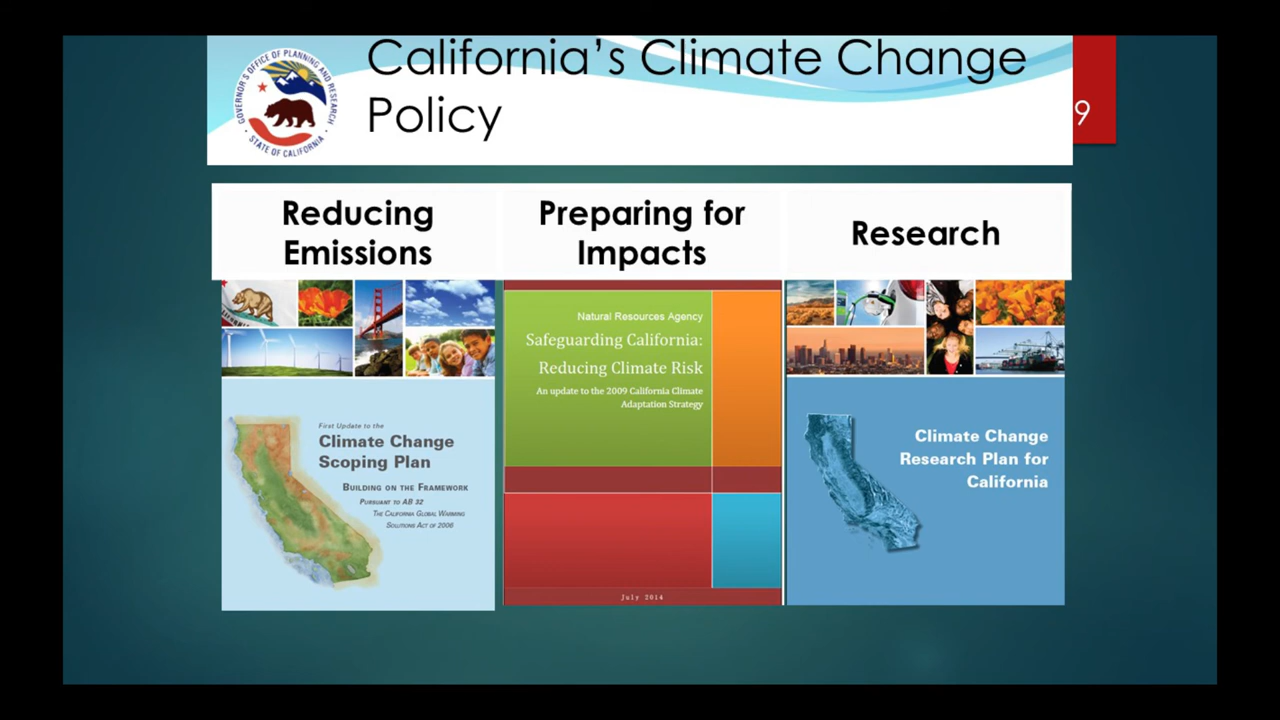 California's Climate Change
Policy
GOVERNOR'S OFFICE OF PLANNING AND RESEARCH
STATE OF CALIFORNIA
9
Reducing
Emissions
Preparing for
Impacts
Research
First Update to the
Climate Change
Scoping Plan
BUILDING ON THE FRAMEWORK
PURSUANT TO AB 32
THE CALIFORNIA GLOBAL WARMING
SOLUTIONS ACT OF 2006
Natural Resources Agency
Safeguarding California:
Reducing Climate Risk
An update to the 2009 California Climate
Adaptation Strategy
July 2014
Climate Change
Research Plan for
California